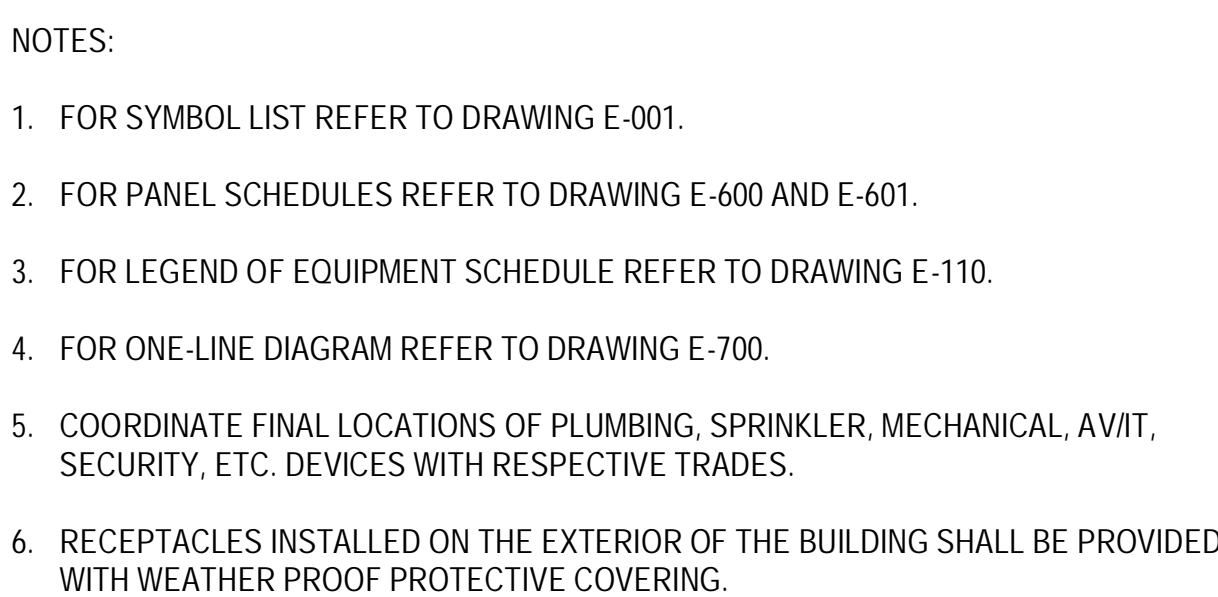 NOTES:
1. FOR SYMBOL LIST REFER TO DRAWING E-001.
2. FOR PANEL SCHEDULES REFER TO DRAWING E-600 AND E-601.
3. FOR LEGEND OF EQUIPMENT SCHEDULE REFER TO DRAWING E-110.
4. FOR ONE-LINE DIAGRAM REFER TO DRAWING E-700.
5. COORDINATE FINAL LOCATIONS OF PLUMBING, SPRINKLER, MECHANICAL, AV/IT,
SECURITY, ETC. DEVICES WITH RESPECTIVE TRADES.
6. RECEPTACLES INSTALLED ON THE EXTERIOR OF THE BUILDING SHALL BE PROVIDED
WITH WEATHER PROOF PROTECTIVE COVERING.